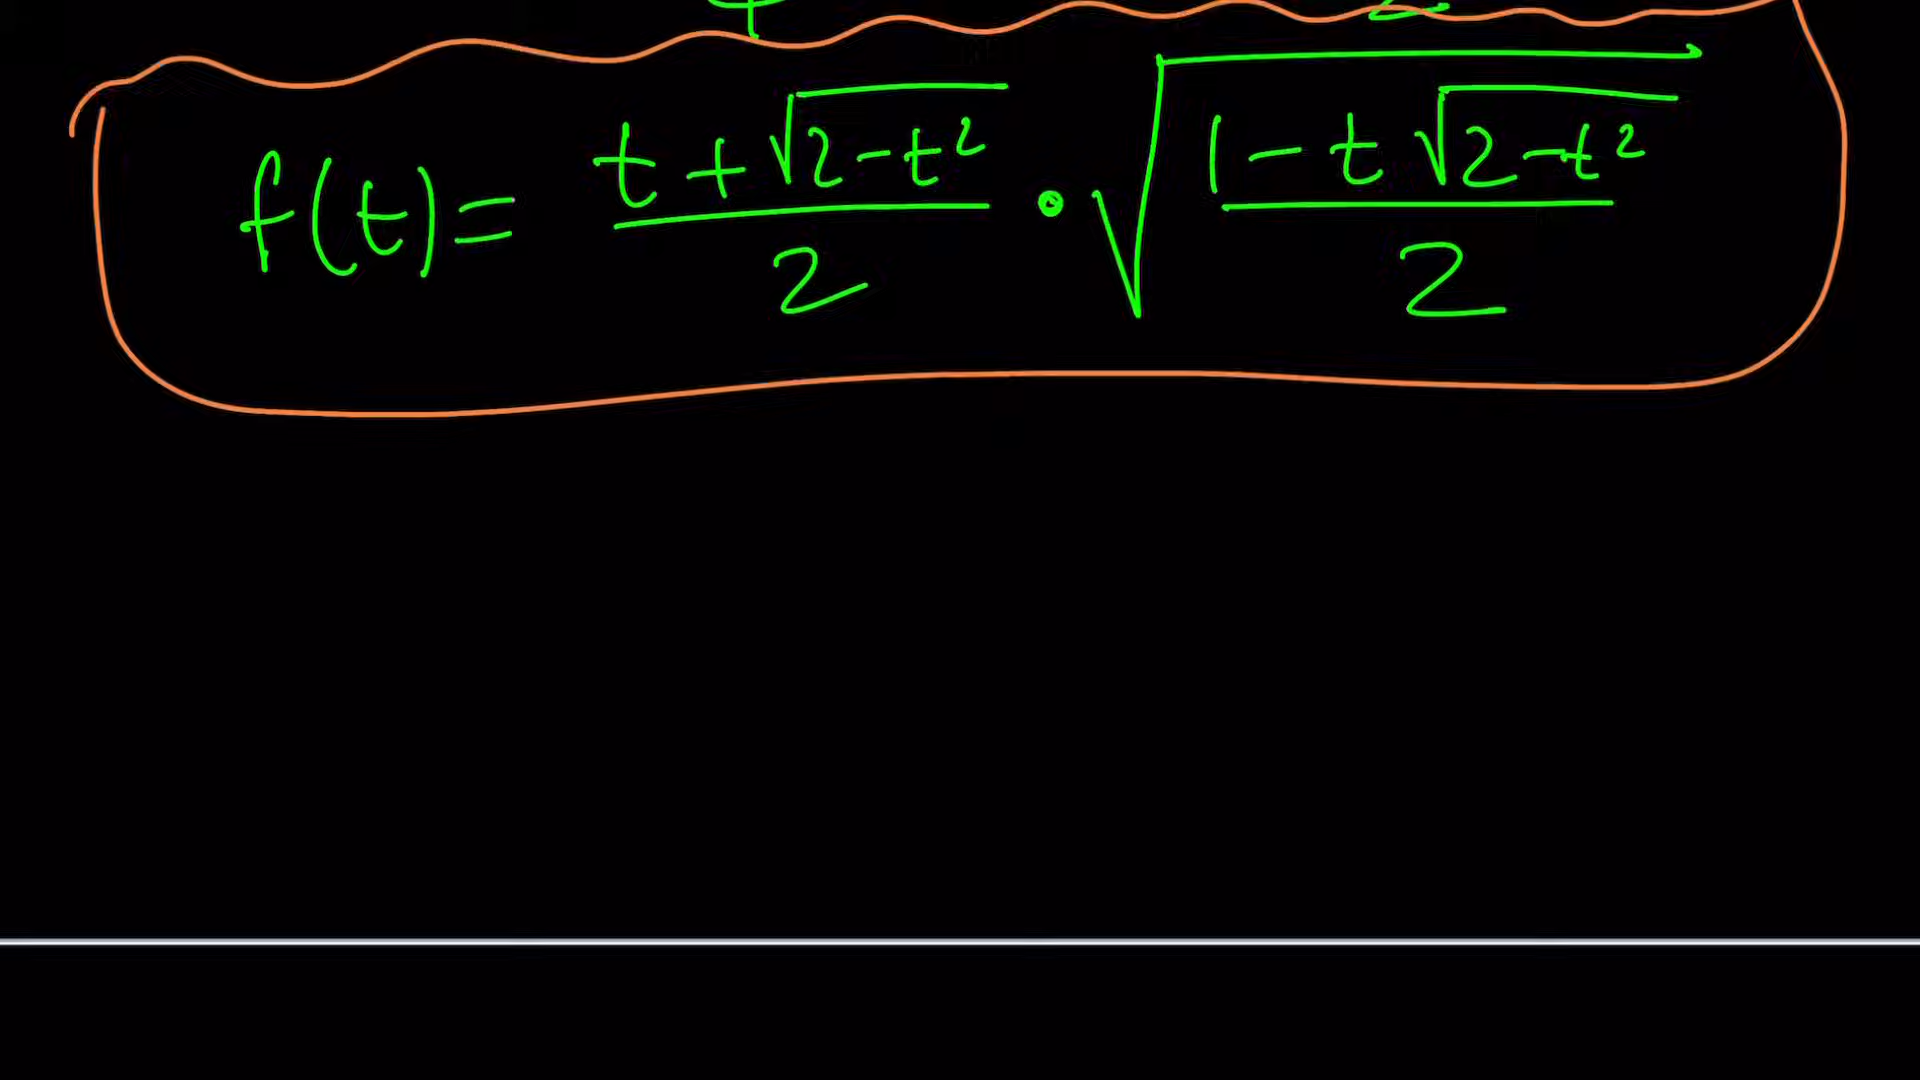 f(t) = (t + √(2 - t²))/2 • √((1 - t√(2 - t²))/2)